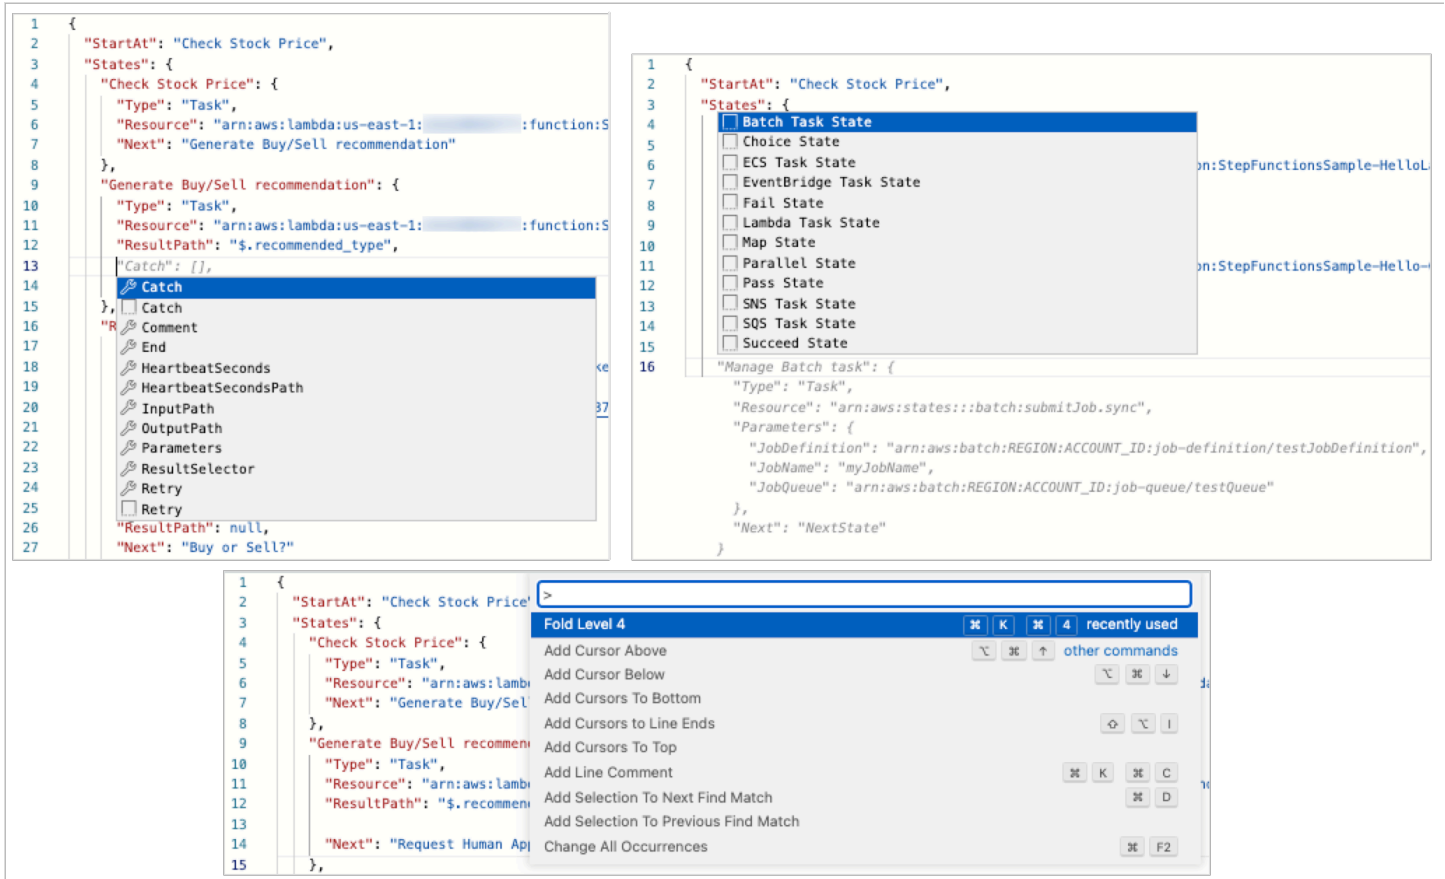 1 {
2 "StartAt": "Check Stock Price",
3 "States": {
4 "Check Stock Price": {
5 "Type": "Task",
6 "Resource": "arn:aws:lambda:us-east-1: :function:S
7 "Next": "Generate Buy/Sell recommendation"
8 },
9 "Generate Buy/Sell recommendation": {
10 "Type": "Task",
11 "Resource": "arn:aws:lambda:us-east-1: :function:S
12 "ResultPath": "$.recommended_type",
13 "Catch": [],
14 Catch
15 }, Catch
16 "R Comment
17 End
18 HeartbeatSeconds ke
19 HeartbeatSecondsPath
20 InputPath 37
21 OutputPath
22 Parameters
23 ResultSelector
24 Retry
25 Retry
26 "ResultPath": null,
27 "Next": "Buy or Sell?"
1 {
2 "StartAt": "Check Stock Price",
3 "States": {
4 Batch Task State
5 Choice State
6 ECS Task State on:StepFunctionsSample-HelloL
7 EventBridge Task State
8 Fail State
9 Lambda Task State
10 Map State
11 Parallel State on:StepFunctionsSample-Hello-
12 Pass State
13 SNS Task State
14 SQS Task State
15 Succeed State
16 "Manage Batch task": {
"Type": "Task",
"Resource": "arn:aws:states:::batch:submitJob.sync",
"Parameters": {
"JobDefinition": "arn:aws:batch:REGION:ACCOUNT_ID:job-definition/testJobDefinition",
"JobName": "myJobName",
"JobQueue": "arn:aws:batch:REGION:ACCOUNT_ID:job-queue/testQueue"
},
"Next": "NextState"
}
1 {
2 "StartAt": "Check Stock Price"
3 "States": {
4 "Check Stock Price": {
5 "Type": "Task",
6 "Resource": "arn:aws:lamb
7 "Next": "Generate Buy/Sel
8 },
9 "Generate Buy/Sell recommen
10 "Type": "Task",
11 "Resource": "arn:aws:lamb
12 "ResultPath": "$.recommen
13
14 "Next": "Request Human Ap
15 },
>
Fold Level 4 ⌘ K ⌘ 4 recently used
Add Cursor Above ⌥ ⌘ ↑ other commands
Add Cursor Below ⌥ ⌘ ↓
Add Cursors To Bottom
Add Cursors to Line Ends ⇧ ⌥ I
Add Cursors To Top
Add Line Comment ⌘ K ⌘ C
Add Selection To Next Find Match ⌘ D
Add Selection To Previous Find Match
Change All Occurrences ⌘ F2